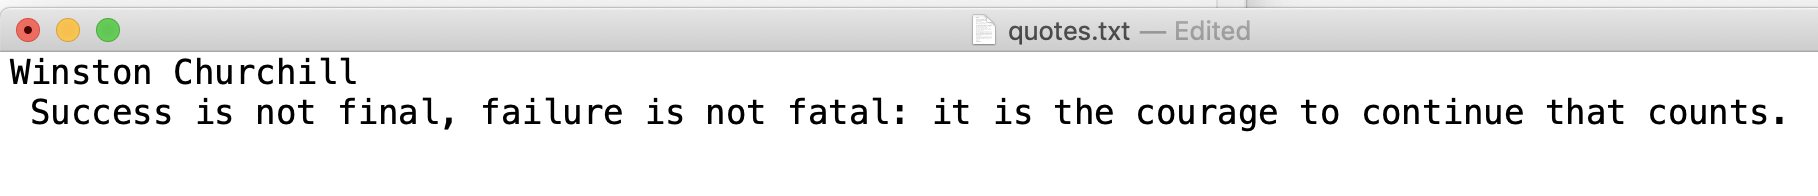 quotes.txt — Edited
Winston Churchill
Success is not final, failure is not fatal: it is the courage to continue that counts.